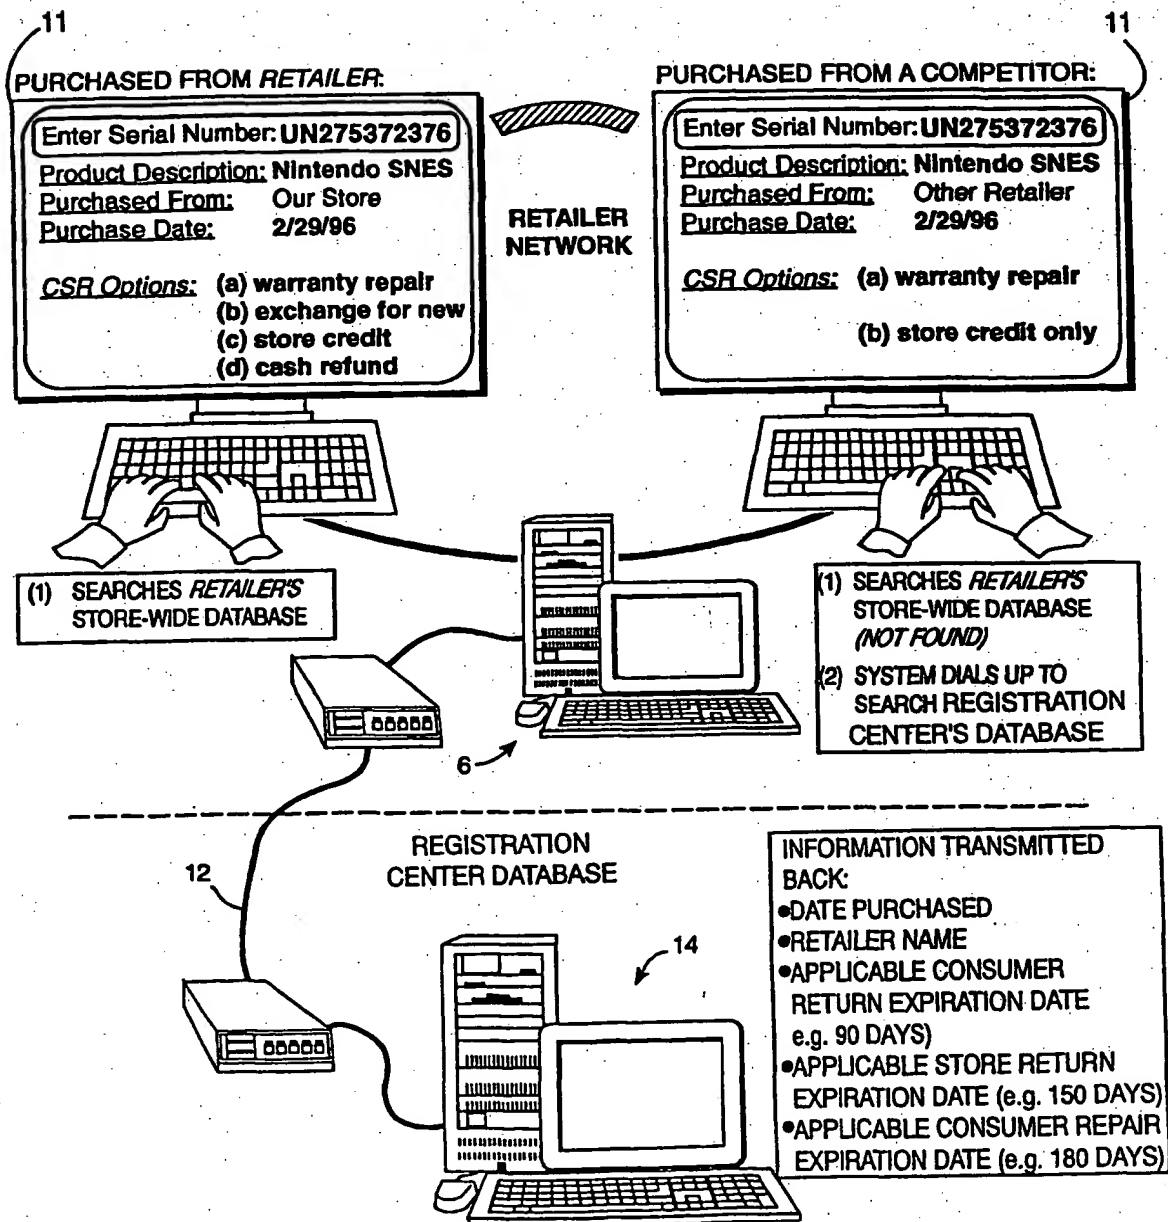 11
11
PURCHASED FROM RETAILER:
Enter Serial Number: UN275372376
Product Description: Nintendo SNES
Purchased From: Our Store
Purchase Date: 2/29/96
CSR Options: (a) warranty repair
(b) exchange for new
(c) store credit
(d) cash refund
RETAILER
NETWORK
PURCHASED FROM A COMPETITOR:
Enter Serial Number: UN275372376
Product Description: Nintendo SNES
Purchased From: Other Retailer
Purchase Date: 2/29/96
CSR Options: (a) warranty repair
(b) store credit only
(1) SEARCHES RETAILER'S
STORE-WIDE DATABASE
(1) SEARCHES RETAILER'S
STORE-WIDE DATABASE
(NOT FOUND)
(2) SYSTEM DIALS UP TO
SEARCH REGISTRATION
CENTER'S DATABASE
6
12
REGISTRATION
CENTER DATABASE
14
INFORMATION TRANSMITTED
BACK:
•DATE PURCHASED
•RETAILER NAME
•APPLICABLE CONSUMER
RETURN EXPIRATION DATE
e.g. 90 DAYS)
•APPLICABLE STORE RETURN
EXPIRATION DATE (e.g. 150 DAYS)
•APPLICABLE CONSUMER REPAIR
EXPIRATION DATE (e.g. 180 DAYS)